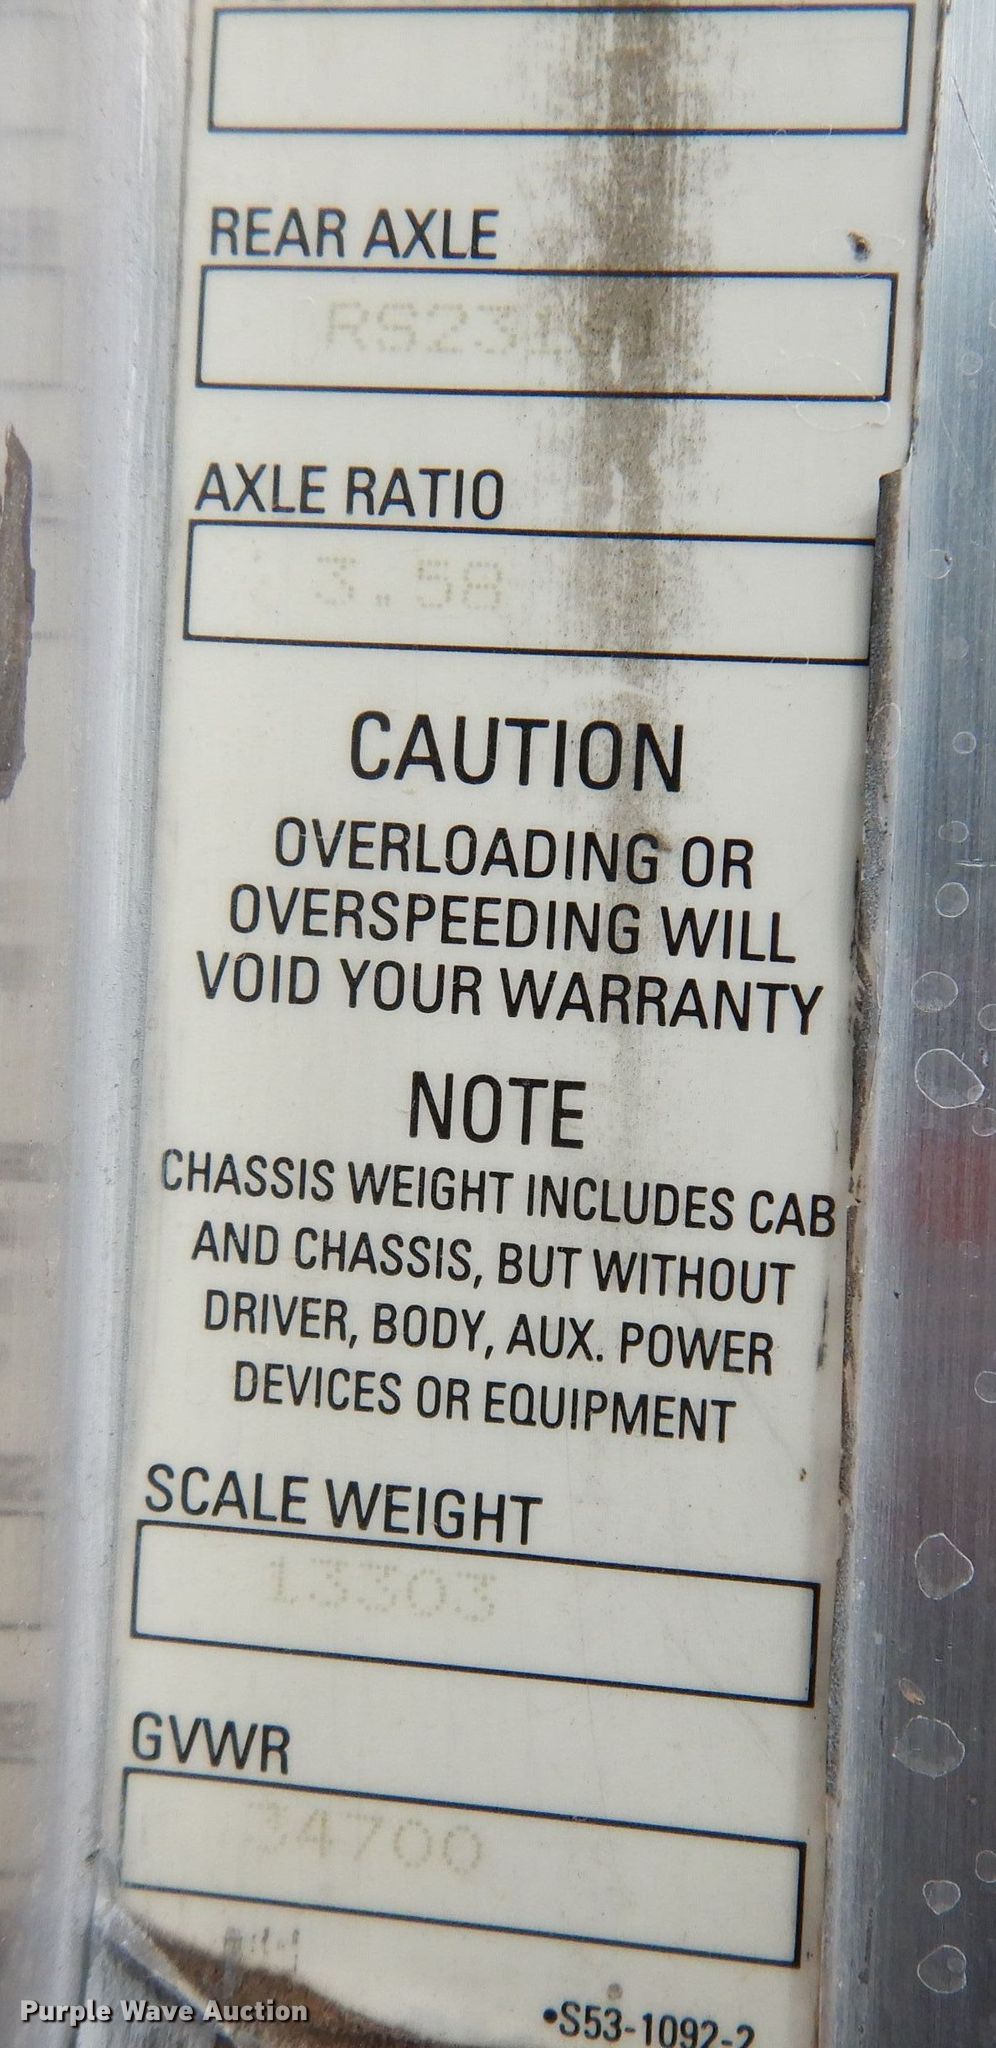 REAR AXLE
AXLE RATIO
3.58
CAUTION
OVERLOADING OR
OVERSPEEDING WILL
VOID YOUR WARRANTY
NOTE
CHASSIS WEIGHT INCLUDES CAB
AND CHASSIS, BUT WITHOUT
DRIVER, BODY, AUX. POWER
DEVICES OR EQUIPMENT
SCALE WEIGHT
13303
GVWR
34700
•S53-1092-2
Purple Wave Auction